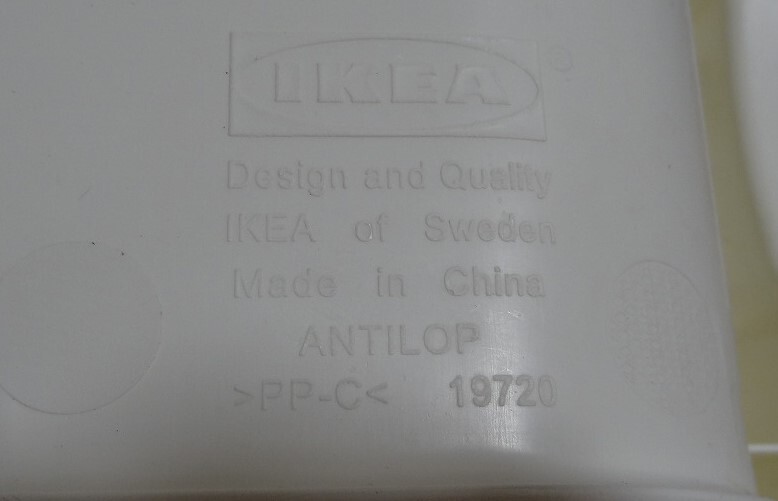 IKEA®
Design and Quality
IKEA of Sweden
Made in China
ANTILOP
>PP-C< 19720